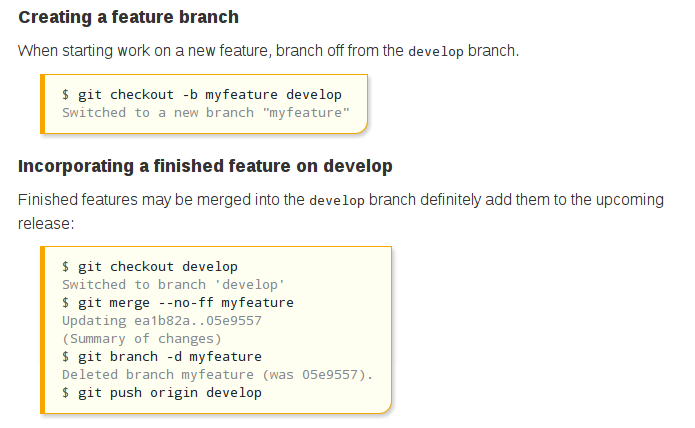 Creating a feature branch
When starting work on a new feature, branch off from the develop branch.
$ git checkout -b myfeature develop
Switched to a new branch "myfeature"
Incorporating a finished feature on develop
Finished features may be merged into the develop branch definitely add them to the upcoming
release:
$ git checkout develop
Switched to branch 'develop'
$ git merge --no-ff myfeature
Updating ea1b82a..05e9557
(Summary of changes)
$ git branch -d myfeature
Deleted branch myfeature (was 05e9557).
$ git push origin develop